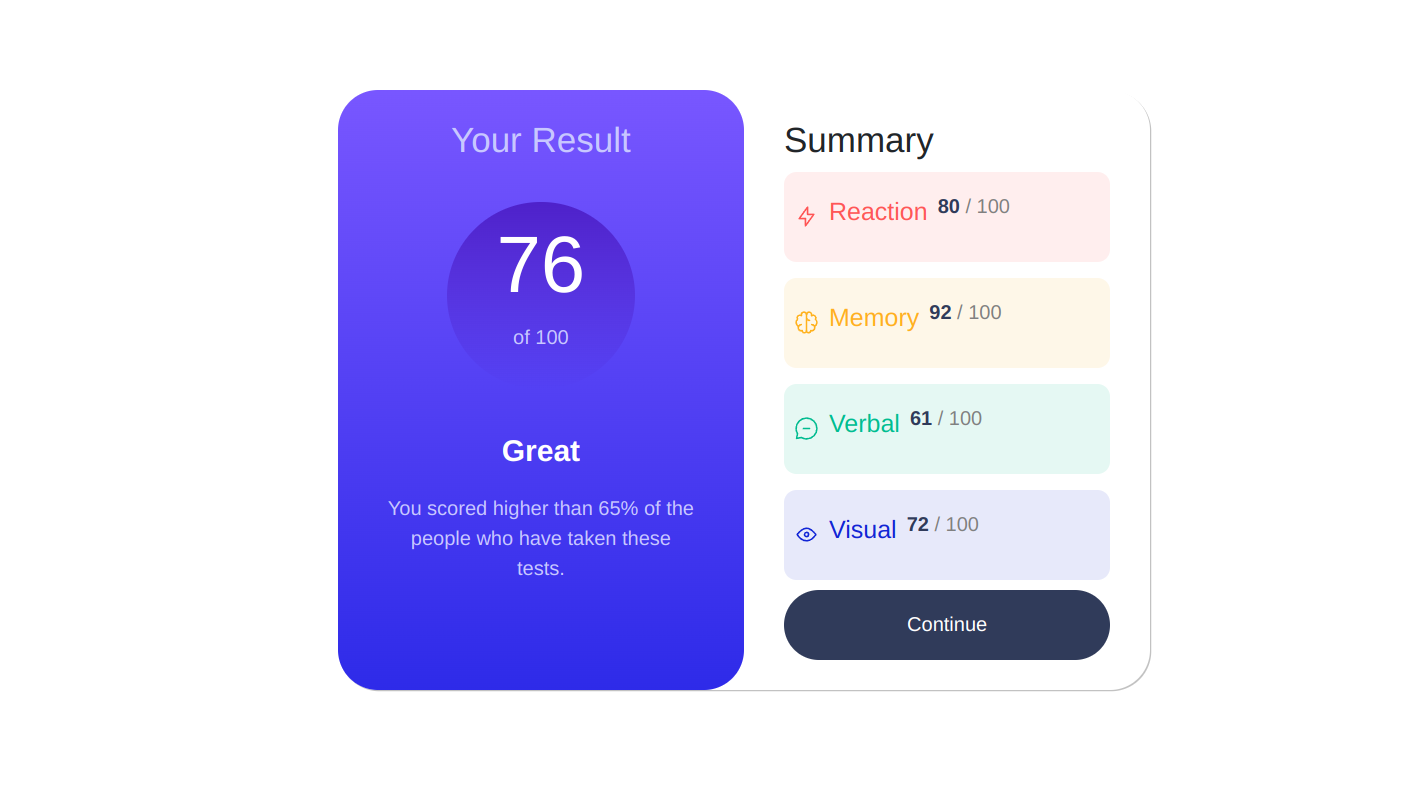 Your Result
76
of 100
Great
You scored higher than 65% of the
people who have taken these
tests.
Summary
Reaction 80 / 100
Memory 92 / 100
Verbal 61 / 100
Visual 72 / 100
Continue